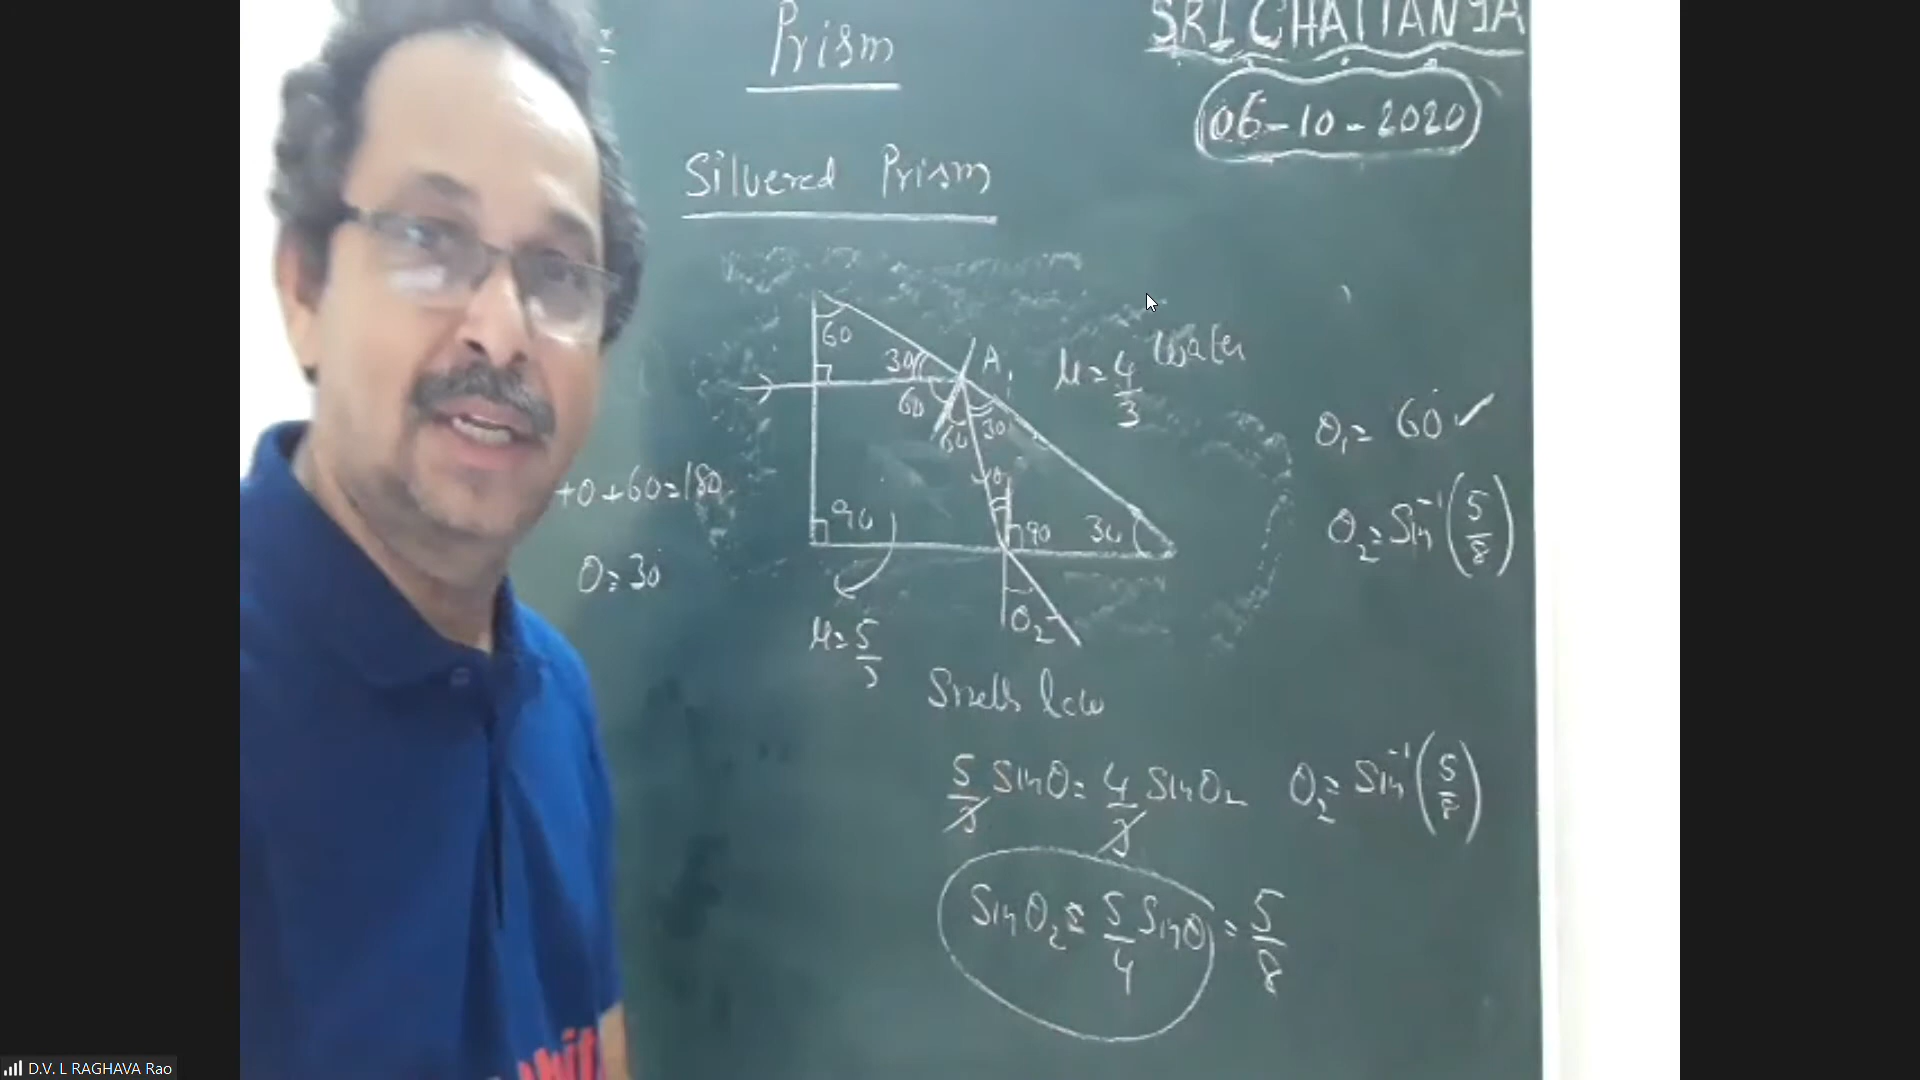 Prism
SRI CHAITANYA
06-10-2020
Silvered Prism
60
30
A
μ = 4/3 Water
60
60
30
θ₁ = 60° ✓
+θ+60=180
θ = 30
90
90
30
θ₂ = Sin⁻¹(5/8)
θ₂
μ = 5/3
Snells law
5/3 Sinθ = 4/3 Sinθ₂
θ₂ = Sin⁻¹(5/8)
Sinθ₂ = 5/4 Sinθ = 5/8
D.V. L RAGHAVA Rao